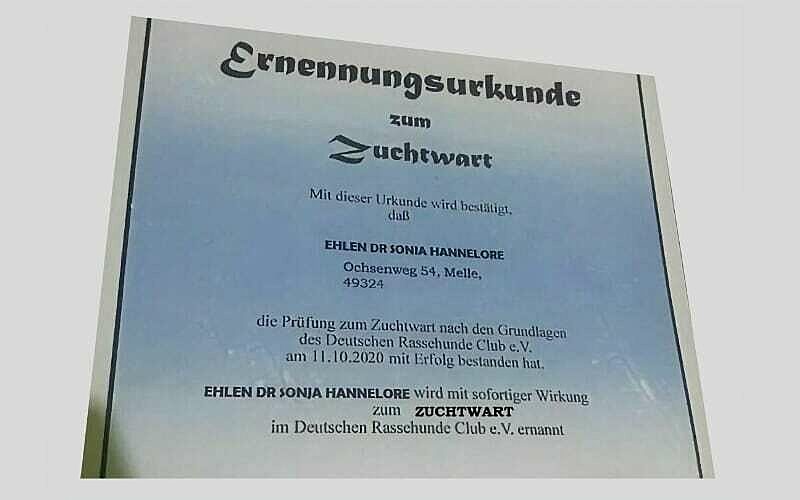 Ernennungsurkunde
zum
Zuchtwart
Mit dieser Urkunde wird bestätigt,
daß
EHLEN DR SONIA HANNELORE
Ochsenweg 54, Melle,
49324
die Prüfung zum Zuchtwart nach den Grundlagen
des Deutschen Rassehunde Club e.V.
am 11.10.2020 mit Erfolg bestanden hat.
EHLEN DR SONJA HANNELORE wird mit sofortiger Wirkung
zum ZUCHTWART
im Deutschen Rassehunde Club e.V. ernannt